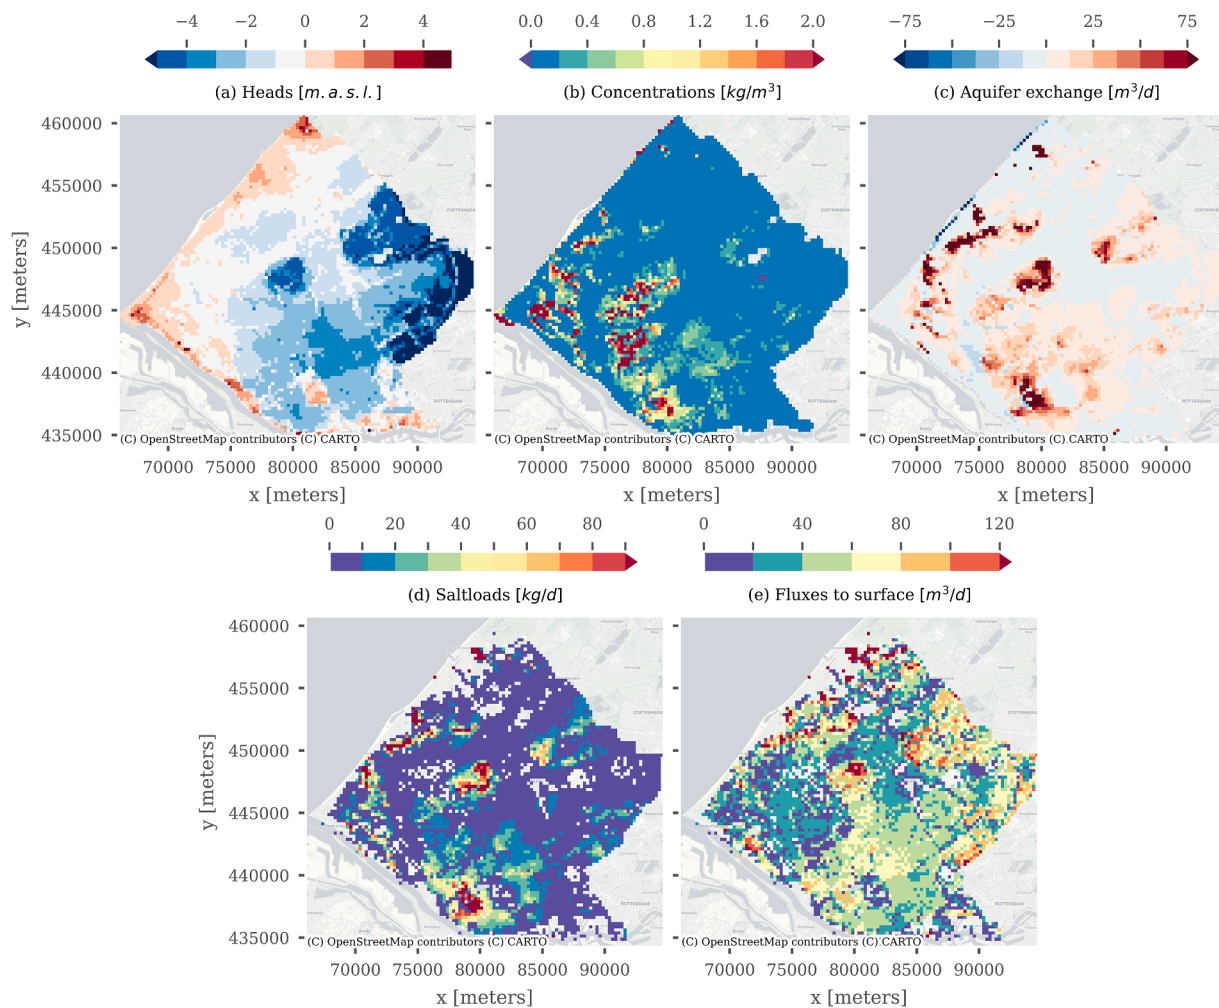 −4 −2 0 2 4
(a) Heads [m.a.s.l.]
0.0 0.4 0.8 1.2 1.6 2.0
(b) Concentrations [kg/m³]
−75 −25 25 75
(c) Aquifer exchange [m³/d]
460000
455000
450000
445000
440000
435000
y [meters]
ZOETERMEER
ROTTERDAM
(C) OpenStreetMap contributors (C) CARTO
70000 75000 80000 85000 90000
x [meters]
ROTTERDAM
(C) OpenStreetMap contributors (C) CARTO
70000 75000 80000 85000 90000
x [meters]
(C) OpenStreetMap contributors (C) CARTO
70000 75000 80000 85000 90000
x [meters]
0 20 40 60 80
(d) Saltloads [kg/d]
0 40 80 120
(e) Fluxes to surface [m³/d]
460000
455000
450000
445000
440000
435000
y [meters]
ROTTERDAM
(C) OpenStreetMap contributors (C) CARTO
70000 75000 80000 85000 90000
x [meters]
ROTTERDAM
(C) OpenStreetMap contributors (C) CARTO
70000 75000 80000 85000 90000
x [meters]